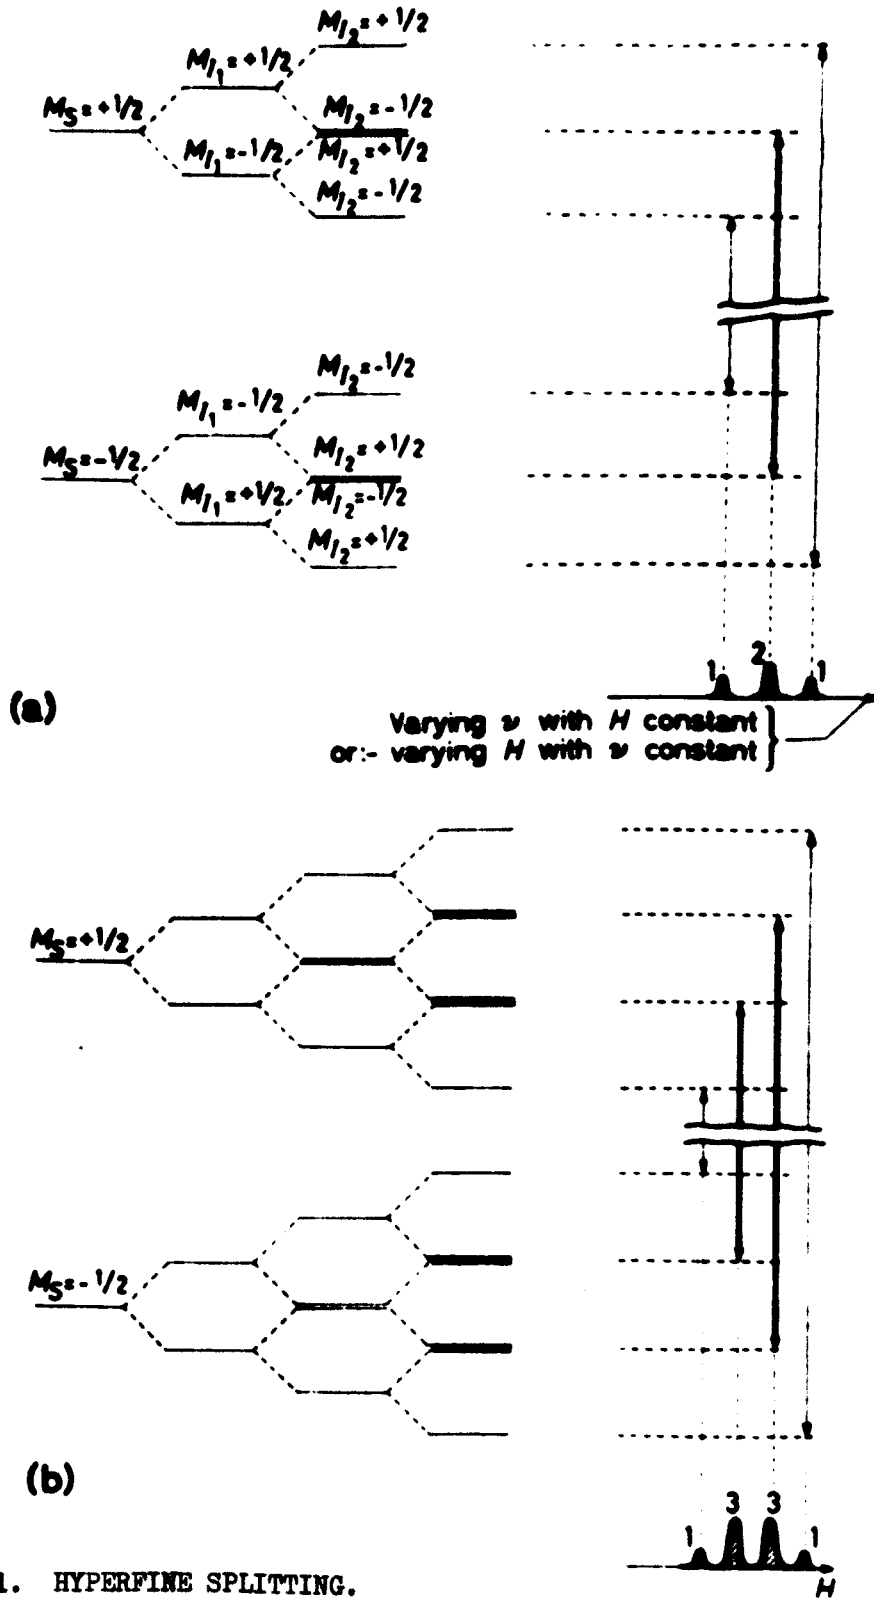 M_I₂ = +1/2
M_I₁ = +1/2
M_S = +1/2
M_I₂ = -1/2
M_I₁ = -1/2
M_I₂ = +1/2
M_I₂ = -1/2
M_I₂ = -1/2
M_I₁ = -1/2
M_S = -1/2
M_I₂ = +1/2
M_I₁ = +1/2
M_I₂ = -1/2
M_I₂ = +1/2
1 2 1
(a)
Varying ν with H constant
or:- varying H with ν constant
M_S = +1/2
M_S = -1/2
(b)
1 3 3 1
H
1. HYPERFINE SPLITTING.